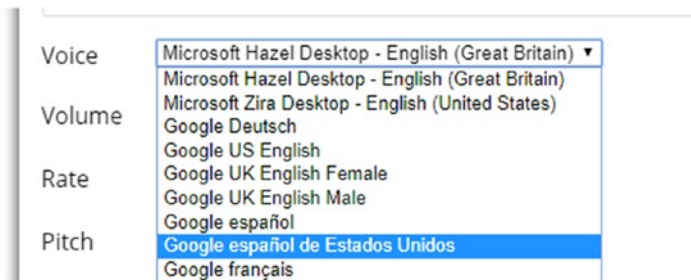 Voice
Microsoft Hazel Desktop - English (Great Britain)
Microsoft Hazel Desktop - English (Great Britain)
Microsoft Zira Desktop - English (United States)
Volume
Google Deutsch
Google US English
Rate
Google UK English Female
Google UK English Male
Google español
Pitch
Google español de Estados Unidos
Google français